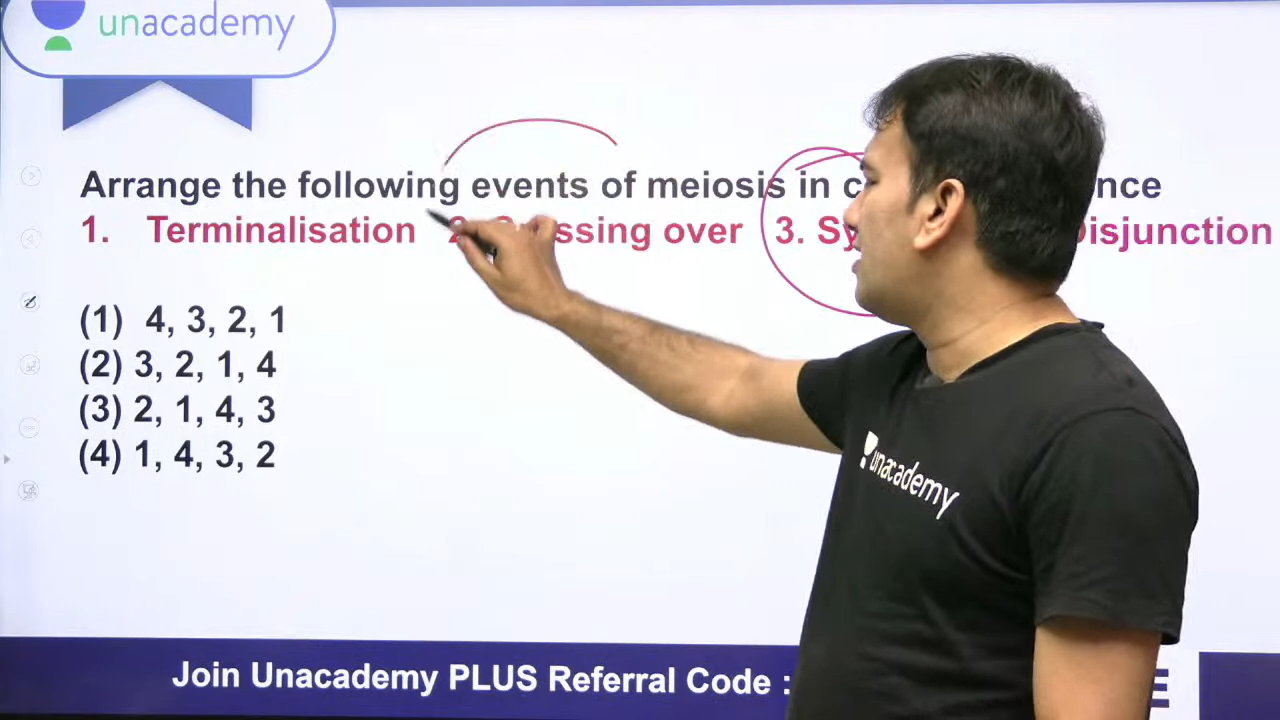 unacademy
Arrange the following events of meiosis in nce
1. Terminalisation ssing over 3. Sy isjunction
(1) 4, 3, 2, 1
(2) 3, 2, 1, 4
(3) 2, 1, 4, 3
(4) 1, 4, 3, 2
unacademy
Join Unacademy PLUS Referral Code :